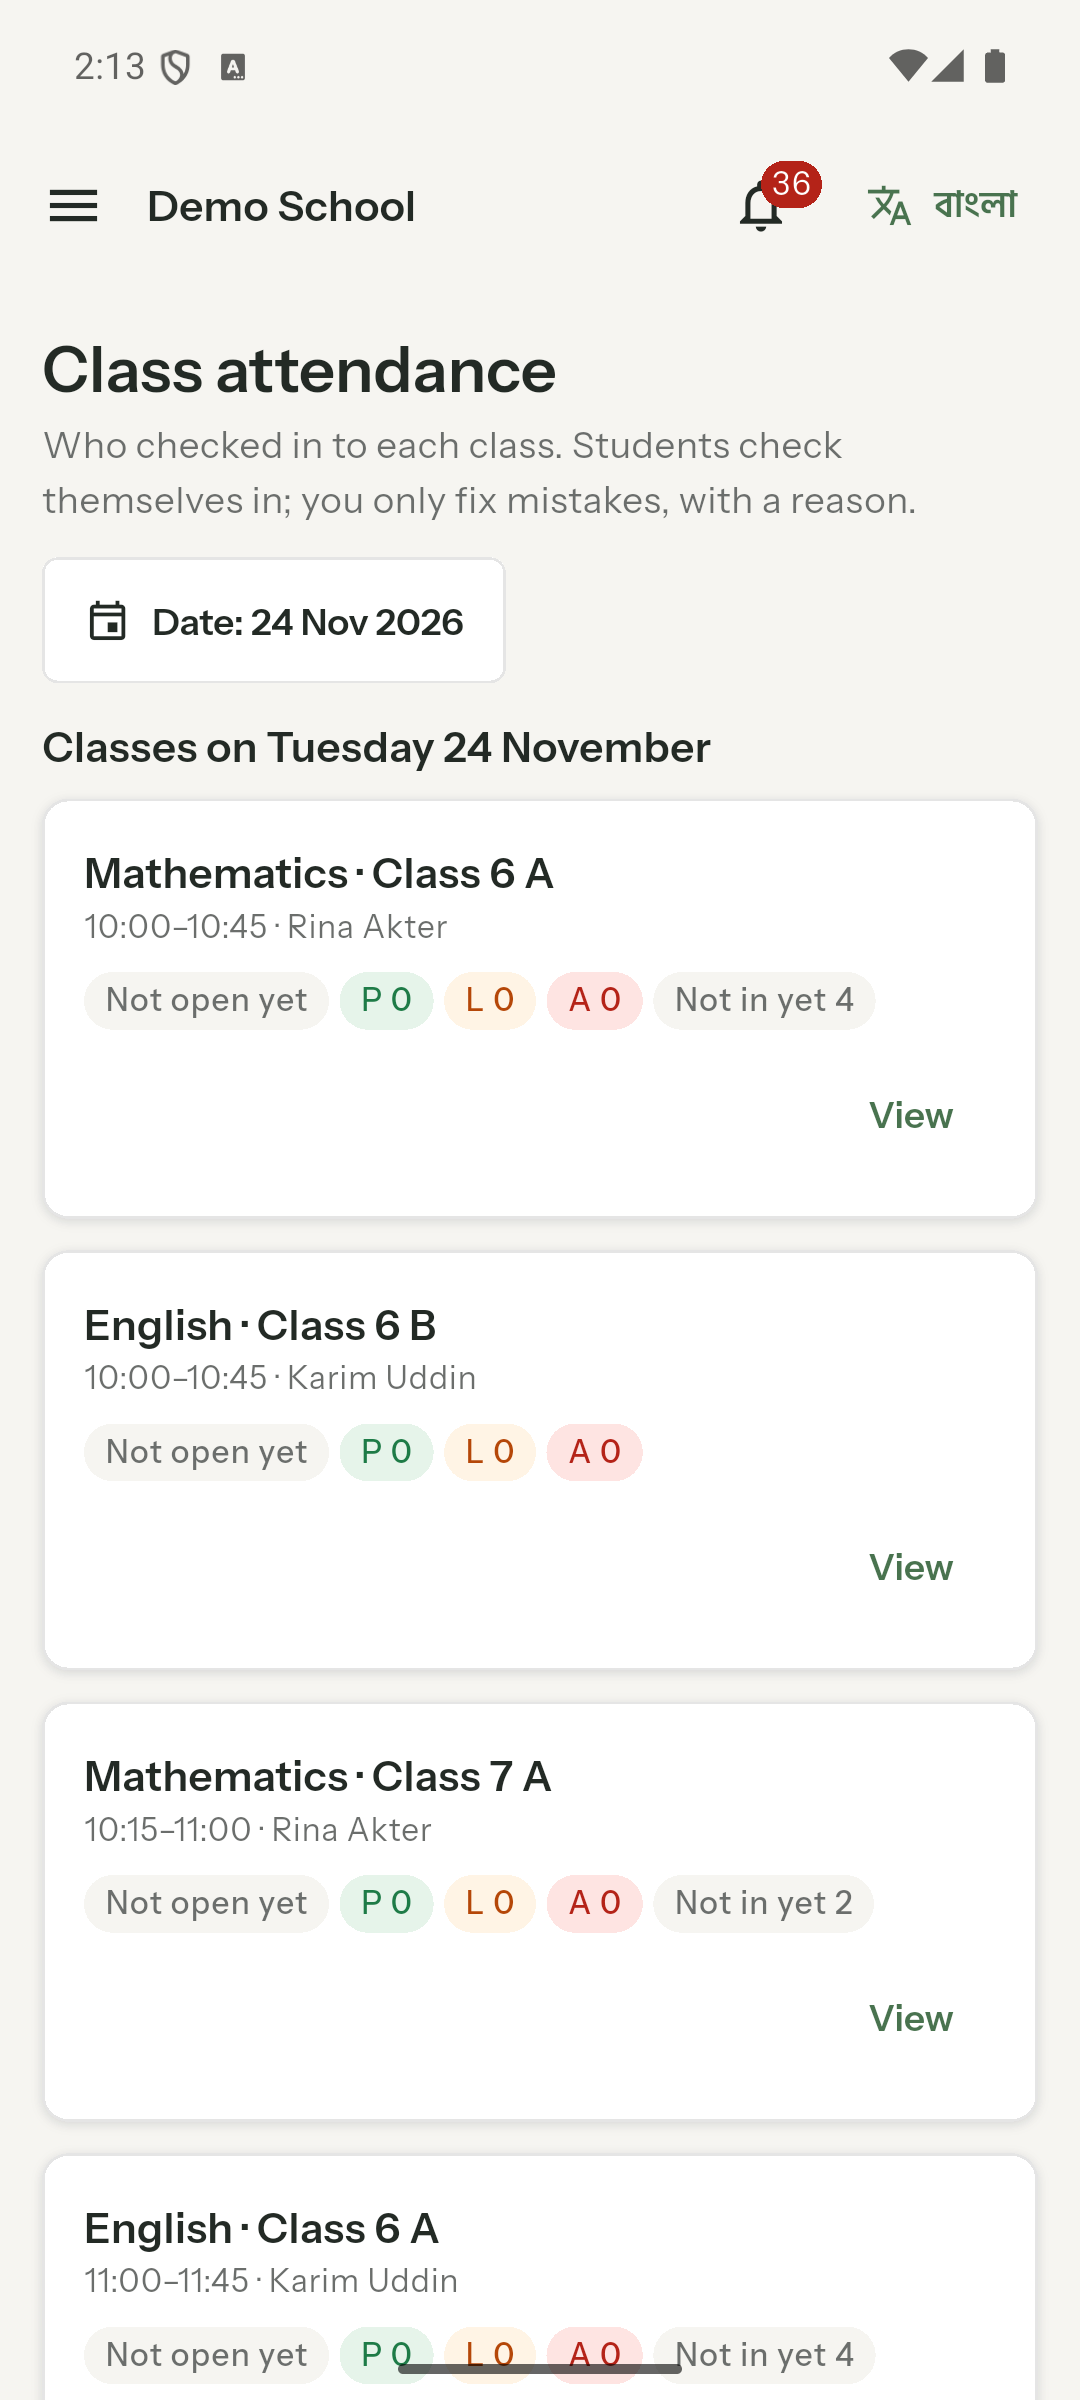 2:13
Demo School
36
বাংলা
Class attendance
Who checked in to each class. Students check
themselves in; you only fix mistakes, with a reason.
Date: 24 Nov 2026
Classes on Tuesday 24 November
Mathematics · Class 6 A
10:00–10:45 · Rina Akter
Not open yet P 0 L 0 A 0 Not in yet 4
View
English · Class 6 B
10:00–10:45 · Karim Uddin
Not open yet P 0 L 0 A 0
View
Mathematics · Class 7 A
10:15–11:00 · Rina Akter
Not open yet P 0 L 0 A 0 Not in yet 2
View
English · Class 6 A
11:00–11:45 · Karim Uddin
Not open yet P 0 L 0 A 0 Not in yet 4